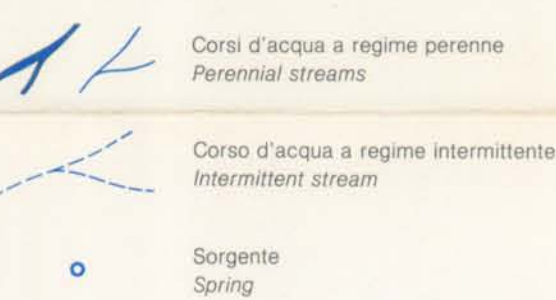 Corsi d'acqua a regime perenne
Perennial streams
Corso d'acqua a regime intermittente
Intermittent stream
Sorgente
Spring